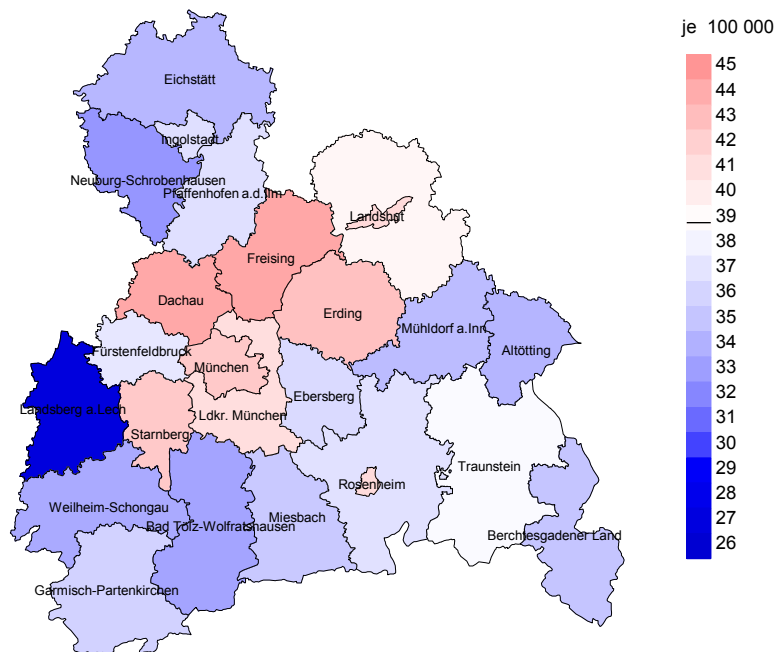 je 100 000
45
44
43
42
41
40
39
38
37
36
35
34
33
32
31
30
29
28
27
26
Eichstätt
Ingolstadt
Neuburg-Schrobenhausen
Pfaffenhofen a.d.Ilm
Landshut
Freising
Dachau
Erding
Mühldorf a.Inn
Altötting
Fürstenfeldbruck
München
Ebersberg
Landsberg a.Lech
Ldkr. München
Starnberg
Traunstein
Rosenheim
Weilheim-Schongau
Bad Tölz-Wolfratshausen
Miesbach
Berchtesgadener Land
Garmisch-Partenkirchen